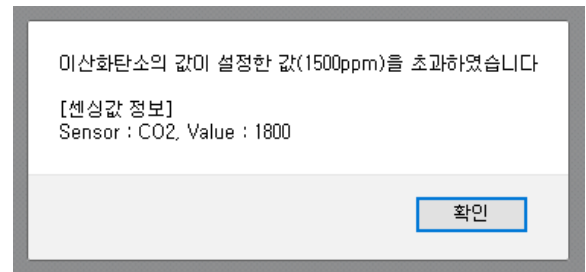 이산화탄소의 값이 설정한 값(1500ppm)을 초과하였습니다
[센싱값 정보]
Sensor : CO2, Value : 1800
확인